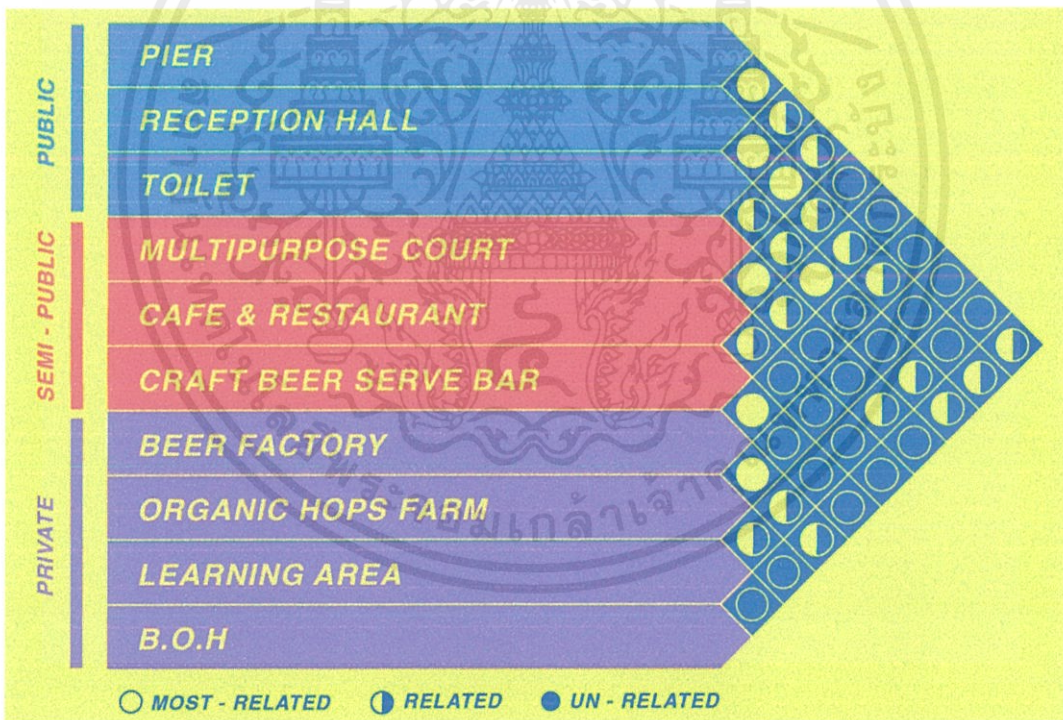 PUBLIC
PIER
RECEPTION HALL
TOILET
SEMI - PUBLIC
MULTIPURPOSE COURT
CAFE & RESTAURANT
CRAFT BEER SERVE BAR
PRIVATE
BEER FACTORY
ORGANIC HOPS FARM
LEARNING AREA
B.O.H
MOST - RELATED RELATED UN - RELATED